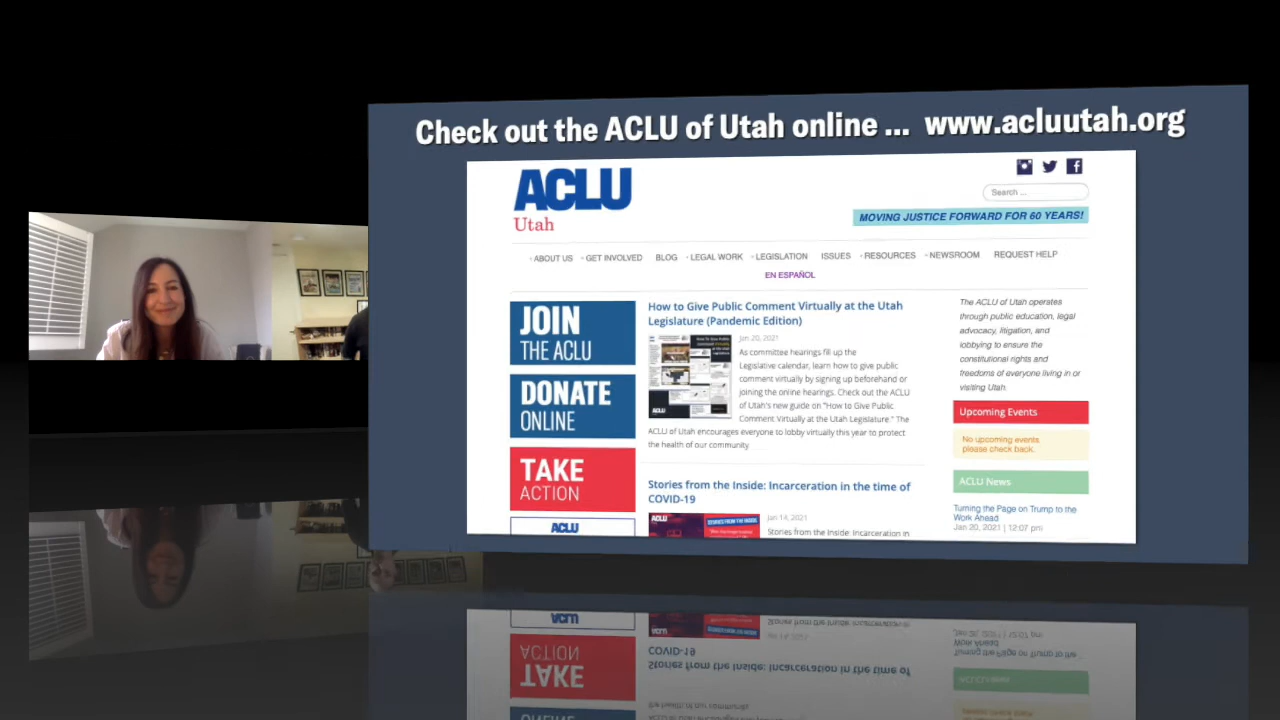 Check out the ACLU of Utah online ... www.acluutah.org
ACLU
Utah
Search ...
MOVING JUSTICE FORWARD FOR 60 YEARS!
ABOUT US GET INVOLVED BLOG LEGAL WORK LEGISLATION ISSUES RESOURCES NEWSROOM REQUEST HELP
EN ESPAÑOL
JOIN
THE ACLU
DONATE
ONLINE
TAKE
ACTION
ACLU
How to Give Public Comment Virtually at the Utah
Legislature (Pandemic Edition)
Jan 20, 2021
As committee hearings fill up the
Legislative calendar, learn how to give public
comment virtually by signing up beforehand or
joining the online hearings. Check out the ACLU
of Utah's new guide on "How to Give Public
Comment Virtually at the Utah Legislature." The
ACLU of Utah encourages everyone to lobby virtually this year to protect
the health of our community.
Stories from the Inside: Incarceration in the time of
COVID-19
ACLU
STORIES FROM THE INSIDE:
Jan 14, 2021
Stories from the Inside: Incarceration in
The ACLU of Utah operates
through public education, legal
advocacy, litigation, and
lobbying to ensure the
constitutional rights and
freedoms of everyone living in or
visiting Utah.
Upcoming Events
No upcoming events
please check back.
ACLU News
Turning the Page on Trump to the
Work Ahead
Jan 20, 2021 | 12:07 pm